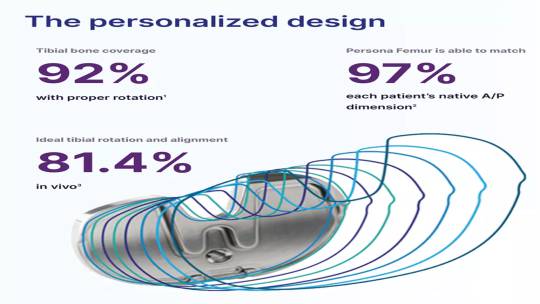 The personalized design
Tibial bone coverage
92%
with proper rotation¹
Persona Femur is able to match
97%
each patient's native A/P
dimension²
Ideal tibial rotation and alignment
81.4%
in vivo³